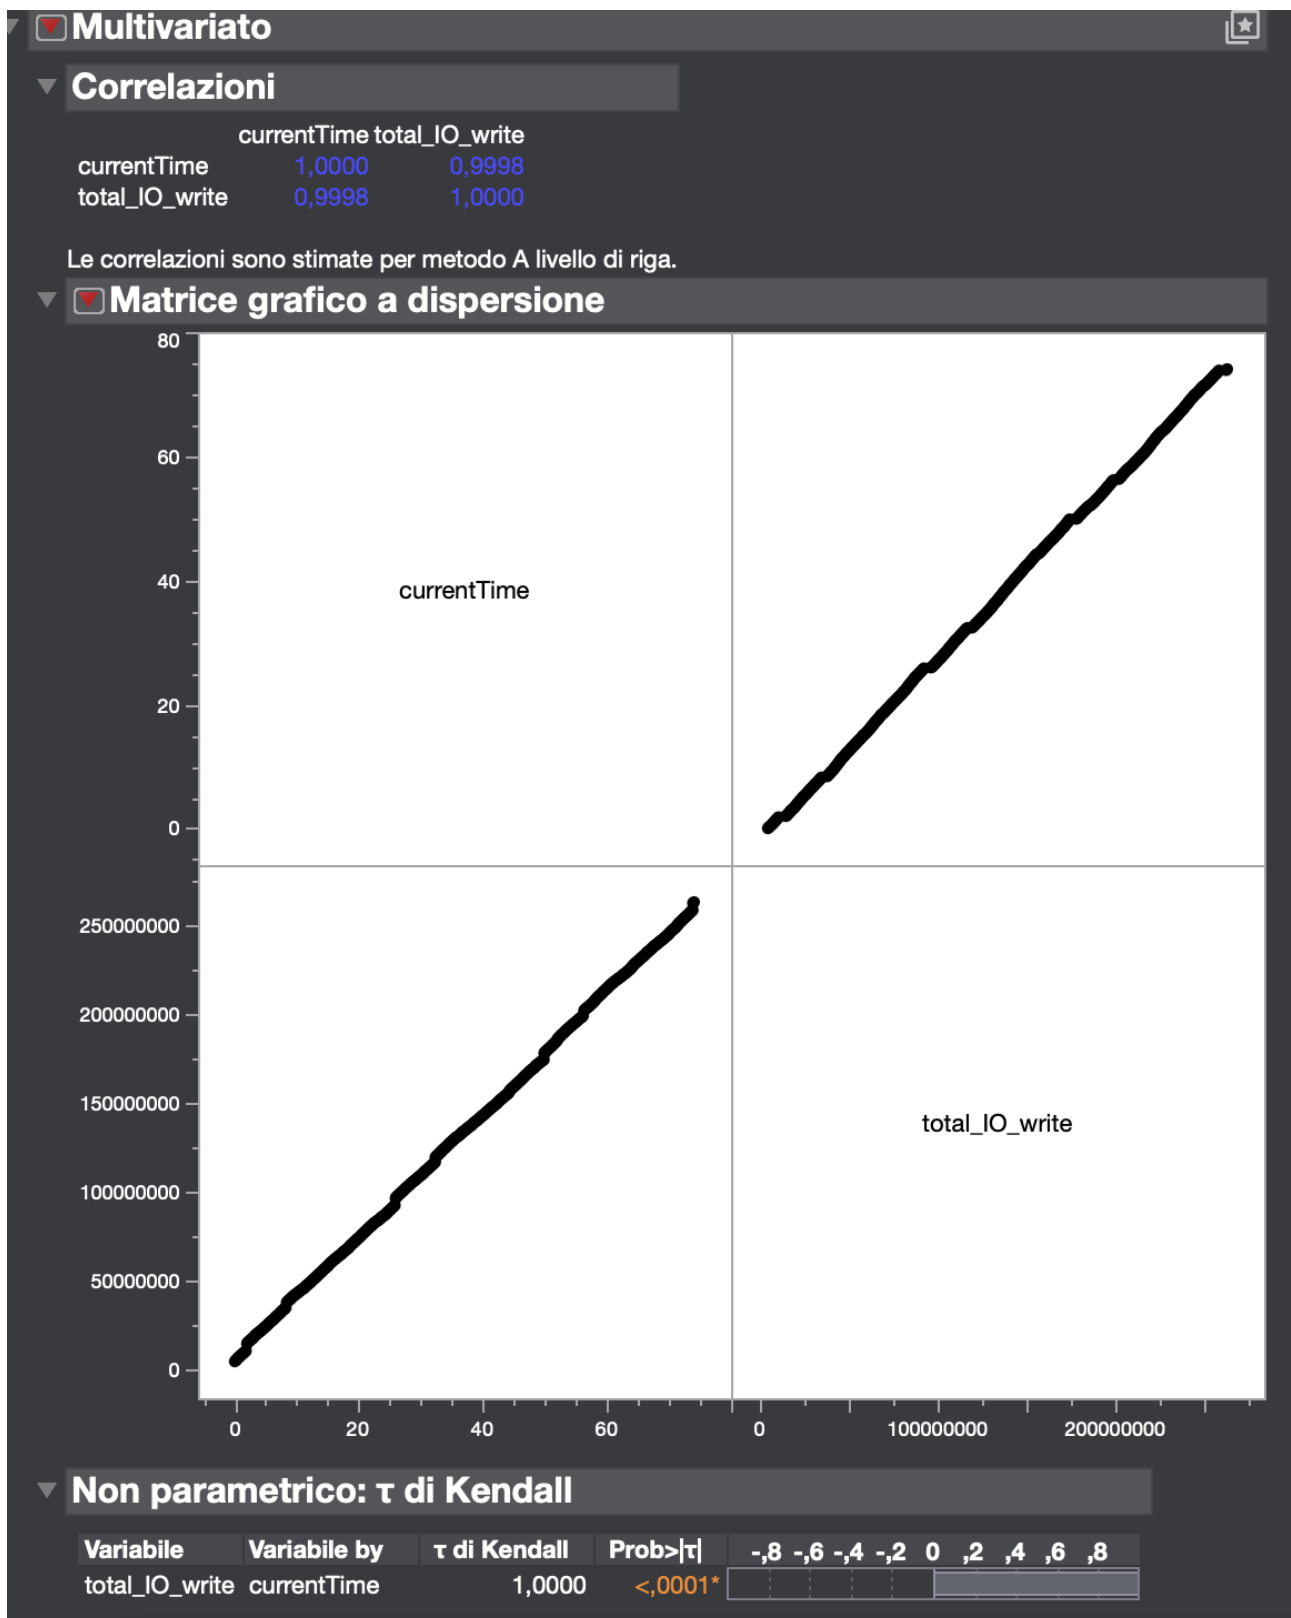 Multivariato
Correlazioni
currentTime total_IO_write
currentTime 1,0000 0,9998
total_IO_write 0,9998 1,0000
Le correlazioni sono stimate per metodo A livello di riga.
Matrice grafico a dispersione
80
60
40
20
0
currentTime
250000000
200000000
150000000
100000000
50000000
0
total_IO_write
0 20 40 60 0 100000000 200000000
Non parametrico: τ di Kendall
Variabile Variabile by τ di Kendall Prob>|τ| -,8 -,6 -,4 -,2 0 ,2 ,4 ,6 ,8
total_IO_write currentTime 1,0000 <,0001*